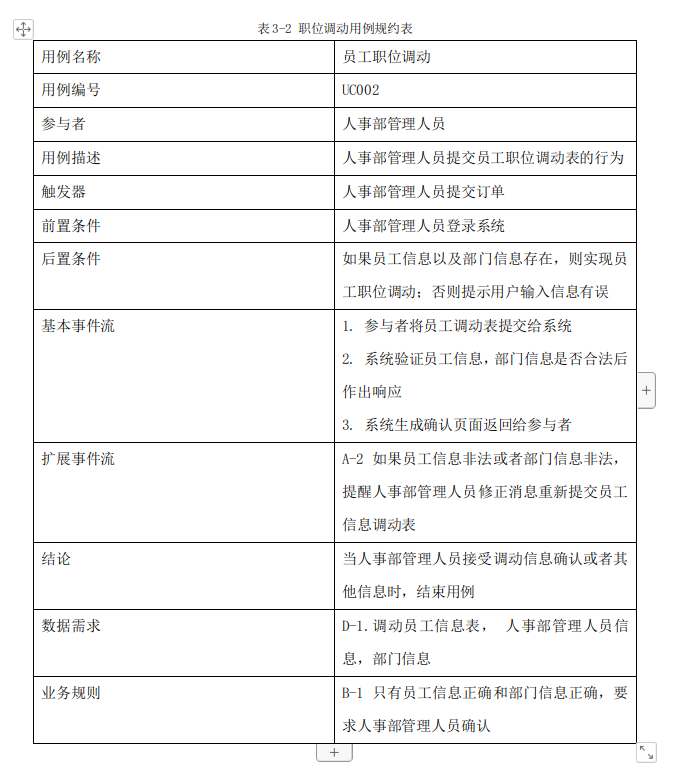 表3-2 职位调动用例规约表
用例名称
员工职位调动
用例编号
UC002
参与者
人事部管理人员
用例描述
人事部管理人员提交员工职位调动表的行为
触发器
人事部管理人员提交订单
前置条件
人事部管理人员登录系统
后置条件
如果员工信息以及部门信息存在，则实现员
工职位调动；否则提示用户输入信息有误
基本事件流
1. 参与者将员工调动表提交给系统
2. 系统验证员工信息，部门信息是否合法后
作出响应
3. 系统生成确认页面返回给参与者
扩展事件流
A-2 如果员工信息非法或者部门信息非法，
提醒人事部管理人员修正消息重新提交员工
信息调动表
结论
当人事部管理人员接受调动信息确认或者其
他信息时，结束用例
数据需求
D-1.调动员工信息表， 人事部管理人员信
息，部门信息
业务规则
B-1 只有员工信息正确和部门信息正确，要
求人事部管理人员确认